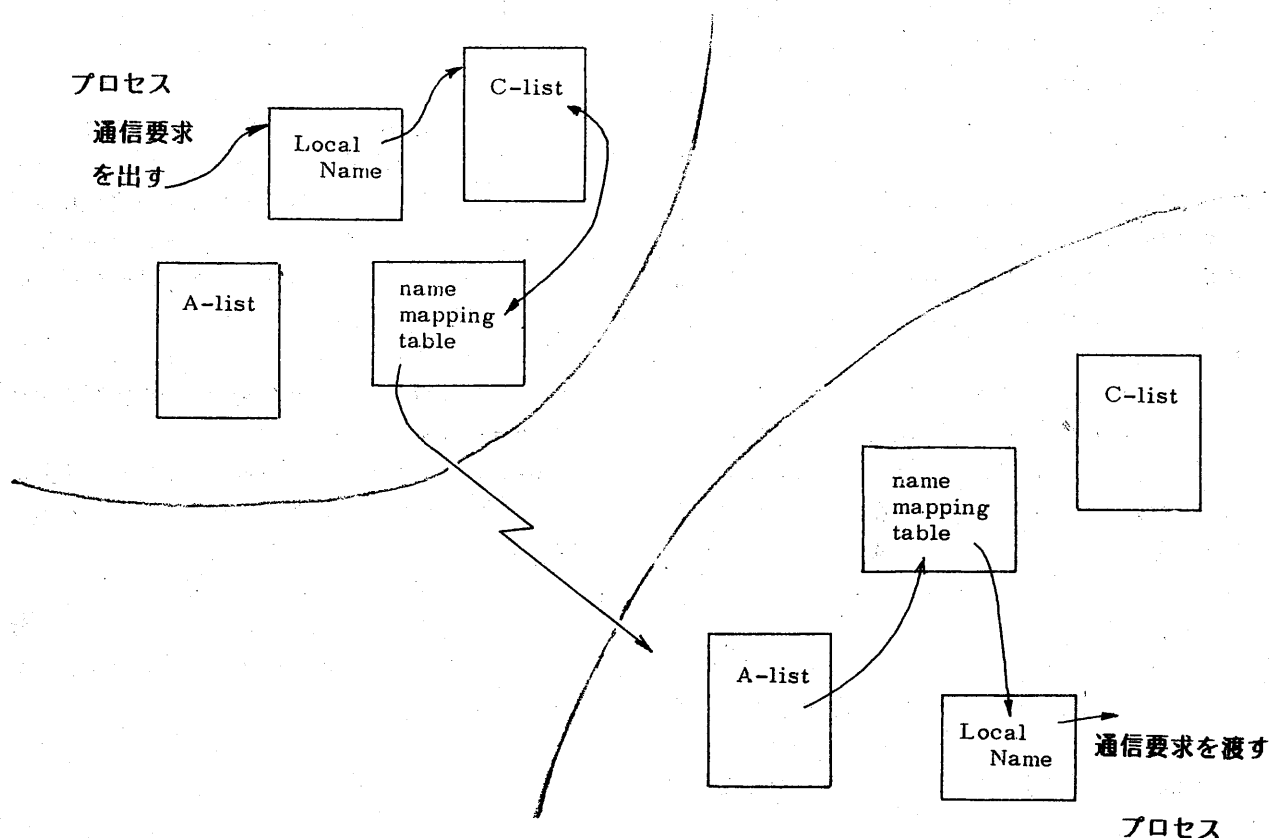 プロセス
通信要求
を出す
Local
Name
C-list
A-list
name
mapping
table
C-list
name
mapping
table
A-list
Local
Name
通信要求を渡す
プロセス